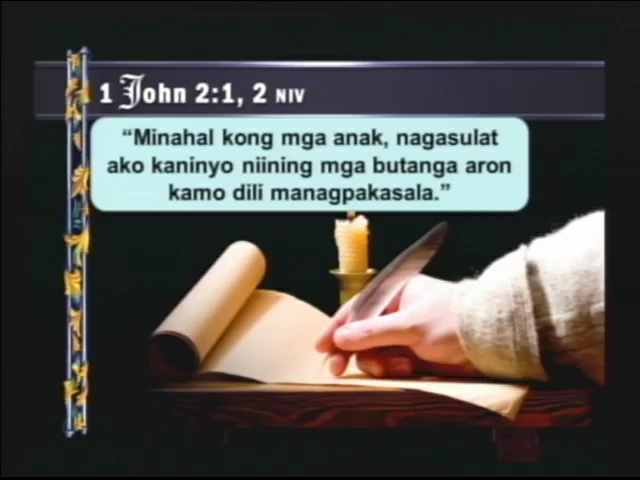 1 John 2:1, 2 NIV
“Minahal kong mga anak, nagasulat
ako kaninyo niining mga butanga aron
kamo dili managpakasala.”